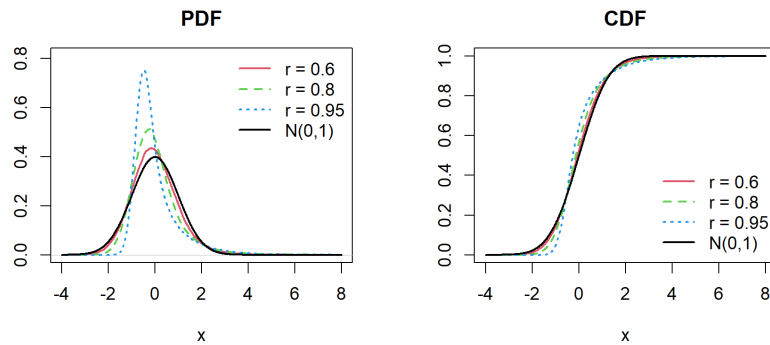 PDF
0.8
0.6
0.4
0.2
0.0
r = 0.6
r = 0.8
r = 0.95
N(0,1)
-4 -2 0 2 4 6 8
x
CDF
1.0
0.8
0.6
0.4
0.2
0.0
r = 0.6
r = 0.8
r = 0.95
N(0,1)
-4 -2 0 2 4 6 8
x